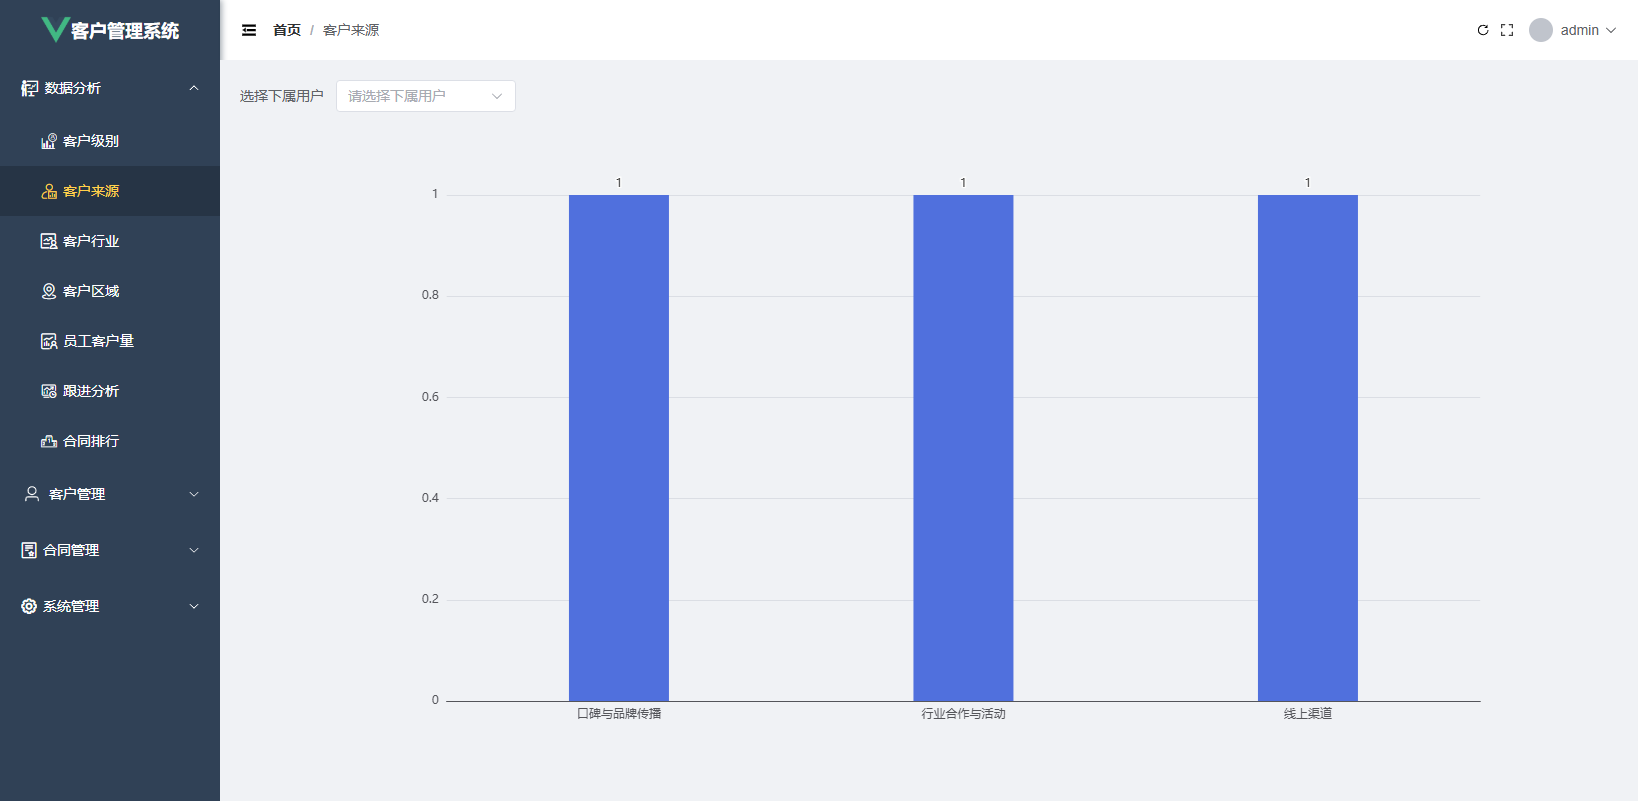 客户管理系统
首页 / 客户来源
admin
数据分析
客户级别
客户来源
客户行业
客户区域
员工客户量
跟进分析
合同排行
客户管理
合同管理
系统管理
选择下属用户 请选择下属用户
1 1 1
1
0.8
0.6
0.4
0.2
0
口碑与品牌传播 行业合作与活动 线上渠道